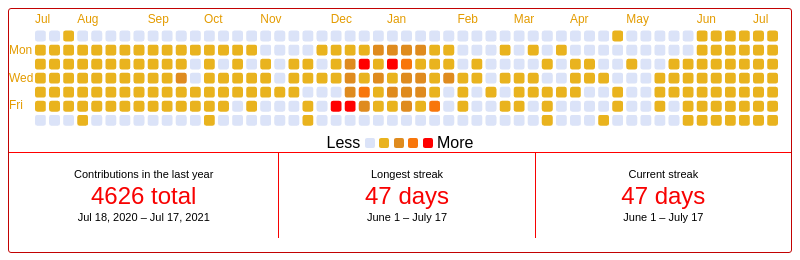 Jul Aug Sep Oct Nov Dec Jan Feb Mar Apr May Jun Jul
Mon
Wed
Fri
Less More
Contributions in the last year
4626 total
Jul 18, 2020 – Jul 17, 2021
Longest streak
47 days
June 1 – July 17
Current streak
47 days
June 1 – July 17